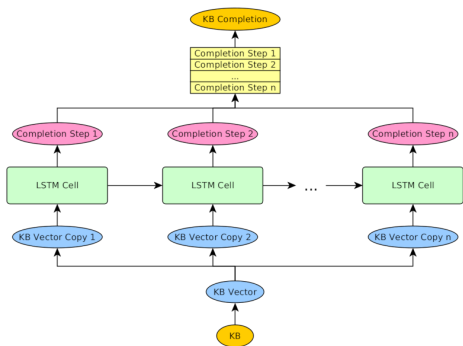 KB Completion
Completion Step 1
Completion Step 2
...
Completion Step n
Completion Step 1
Completion Step 2
Completion Step n
LSTM Cell
LSTM Cell
...
LSTM Cell
KB Vector Copy 1
KB Vector Copy 2
KB Vector Copy n
KB Vector
KB